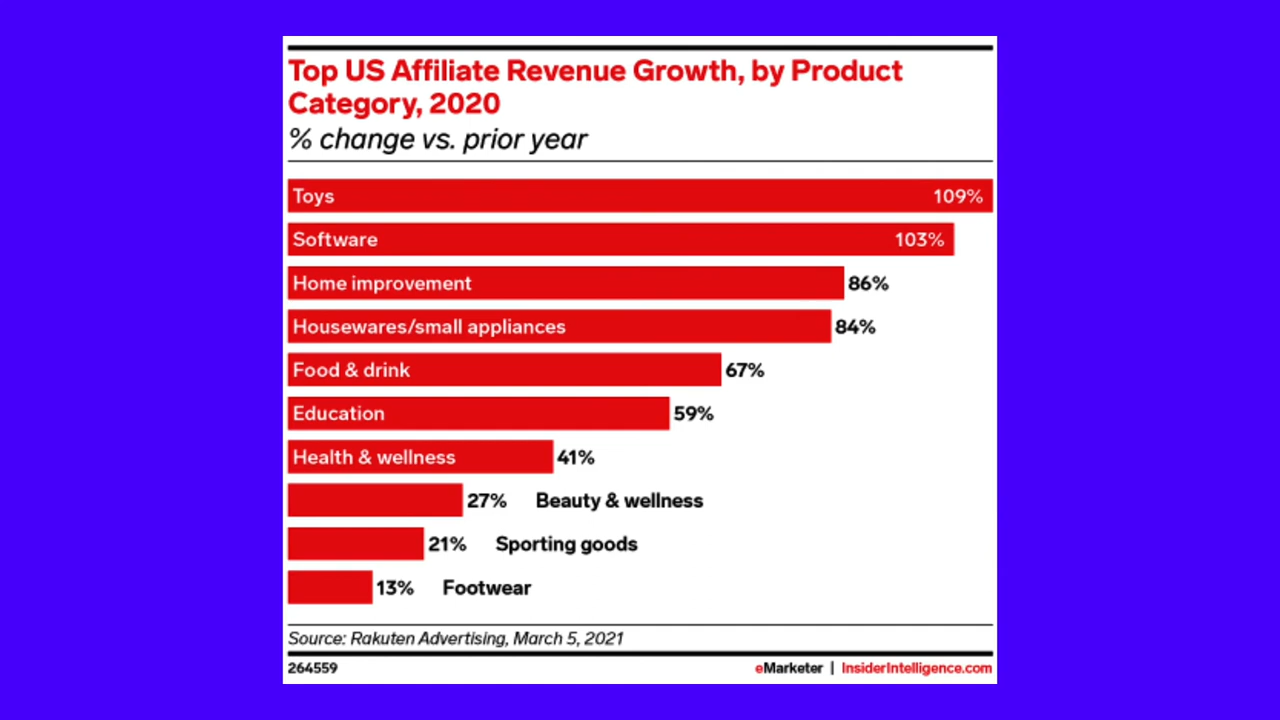 Top US Affiliate Revenue Growth, by Product
Category, 2020
% change vs. prior year
Toys 109%
Software 103%
Home improvement 86%
Housewares/small appliances 84%
Food & drink 67%
Education 59%
Health & wellness 41%
27% Beauty & wellness
21% Sporting goods
13% Footwear
Source: Rakuten Advertising, March 5, 2021
264559 eMarketer | InsiderIntelligence.com